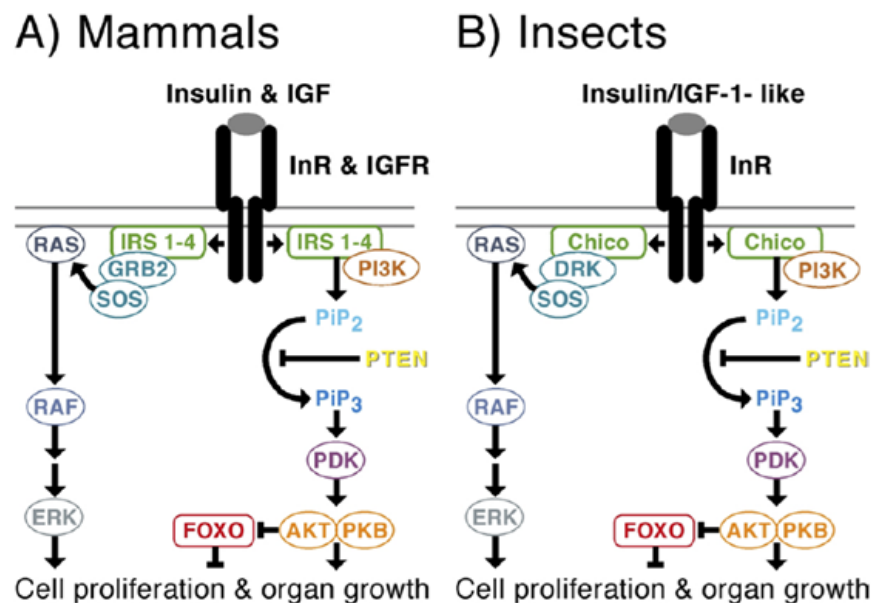 A) Mammals
Insulin & IGF
InR & IGFR
RAS
IRS 1-4
IRS 1-4
GRB2
PI3K
SOS
PiP2
PTEN
RAF
PiP3
PDK
ERK
FOXO
AKT
PKB
Cell proliferation & organ growth
B) Insects
Insulin/IGF-1- like
InR
RAS
Chico
Chico
DRK
PI3K
SOS
PiP2
PTEN
RAF
PiP3
PDK
ERK
FOXO
AKT
PKB
Cell proliferation & organ growth